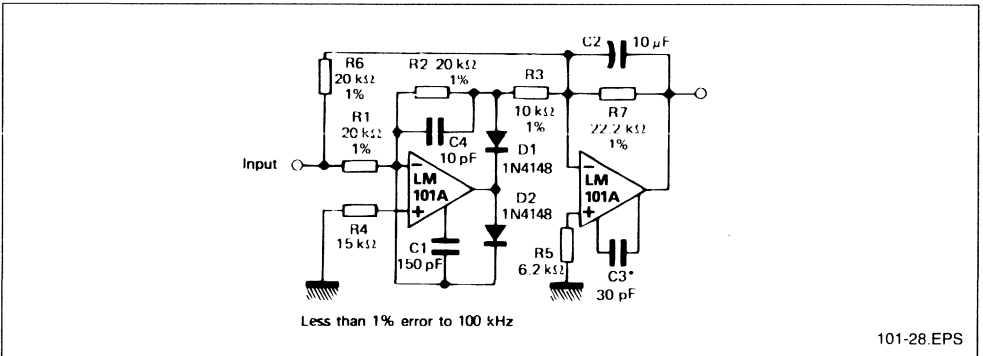 C2 10 µF
R6
20 kΩ
1%
R2 20 kΩ
1%
R3
10 kΩ
1%
R7
22.2 kΩ
1%
R1
20 kΩ
1%
C4
10 pF
D1
1N4148
Input
−
LM
101A
+
−
LM
101A
+
D2
1N4148
R4
15 kΩ
C1
150 pF
R5
6.2 kΩ
C3*
30 pF
Less than 1% error to 100 kHz
101-28.EPS